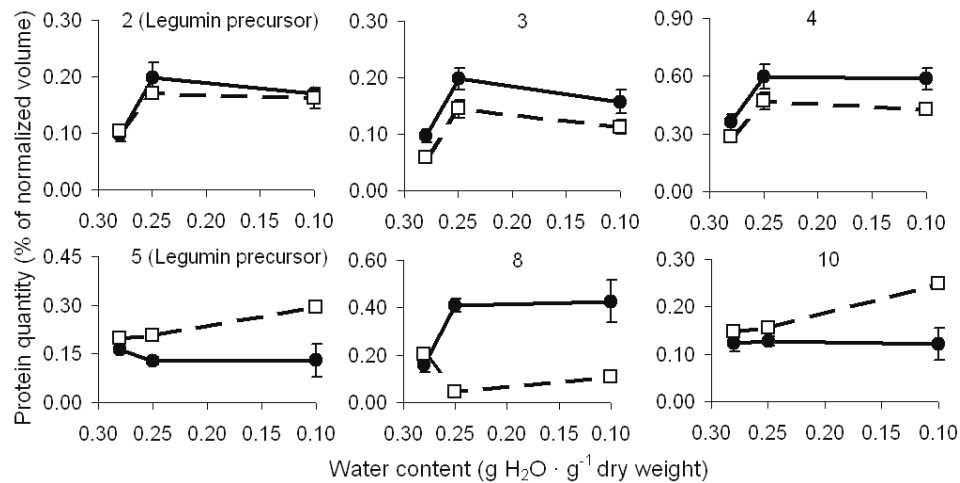 Protein quantity (% of normalized volume)
2 (Legumin precursor)
0.30
0.20
0.10
0.00
0.30 0.25 0.20 0.15 0.10
3
0.30
0.20
0.10
0.00
0.30 0.25 0.20 0.15 0.10
4
0.90
0.60
0.30
0.00
0.30 0.25 0.20 0.15 0.10
5 (Legumin precursor)
0.45
0.30
0.15
0.00
0.30 0.25 0.20 0.15 0.10
8
0.60
0.40
0.20
0.00
0.30 0.25 0.20 0.15 0.10
10
0.30
0.20
0.10
0.00
0.30 0.25 0.20 0.15 0.10
Water content (g H₂O · g⁻¹ dry weight)